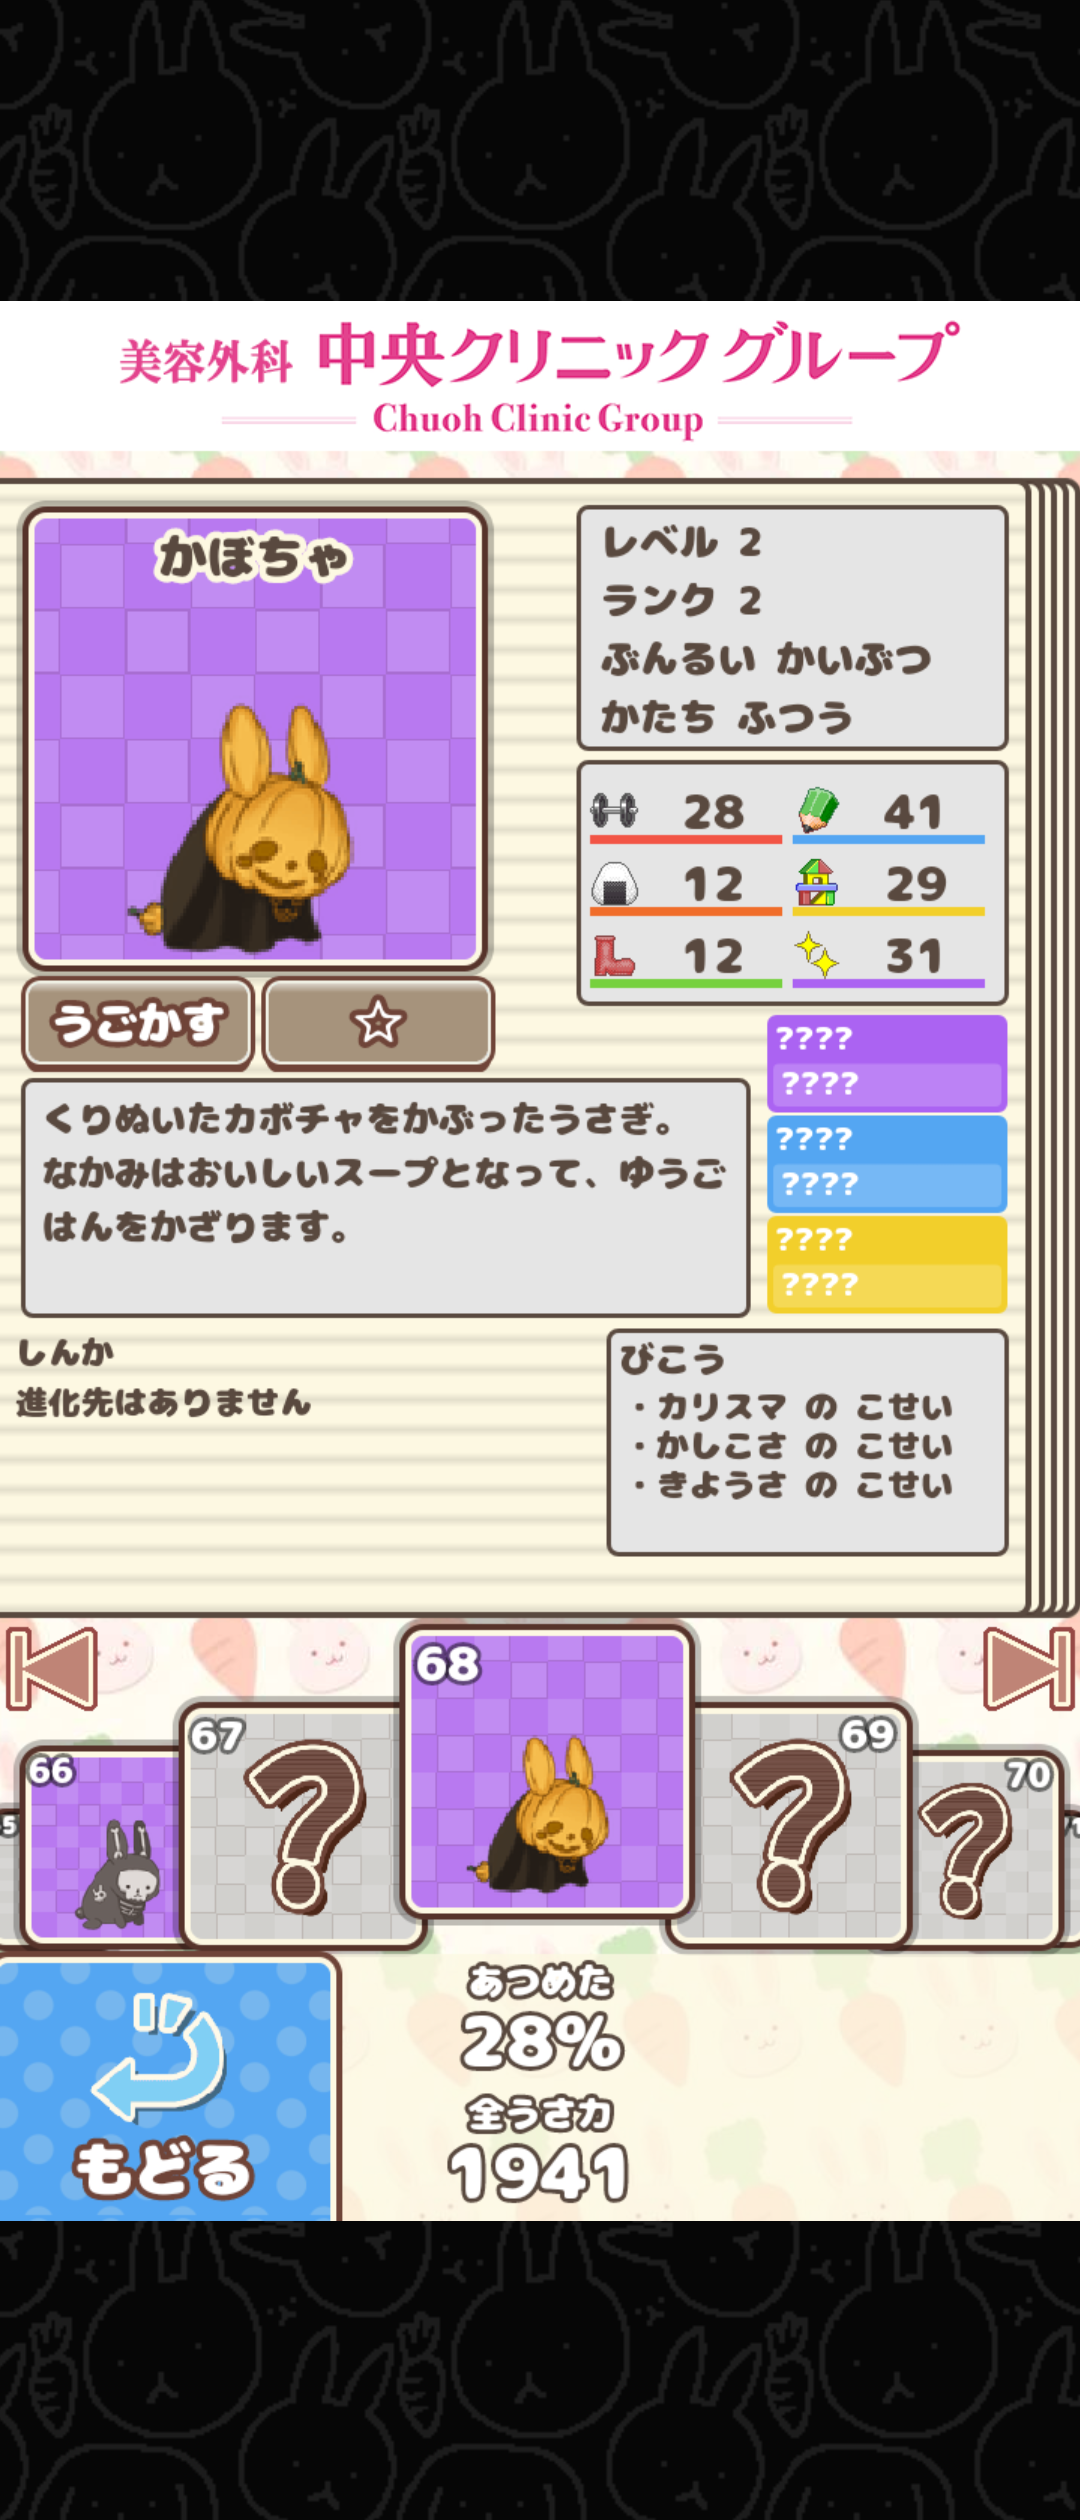 美容外科 中央クリニックグループ
Chuoh Clinic Group
かぼちゃ
レベル 2
ランク 2
ぶんるい かいぶつ
かたち ふつう
28 41
12 29
12 31
うごかす ☆
????
????
????
????
????
????
くりぬいたカボチャをかぶったうさぎ。
なかみはおいしいスープとなって、ゆうご
はんをかざります。
しんか
進化先はありません
びこう
・カリスマ の こせい
・かしこさ の こせい
・きようさ の こせい
66
67
68
69
70
あつめた
28%
全うさ力
1941
もどる